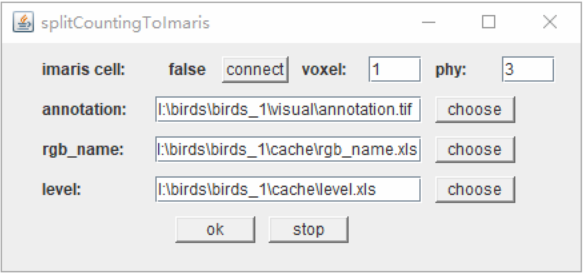 splitCountingToImaris
imaris cell: false connect voxel: 1 phy: 3
annotation: I:\birds\birds_1\visual\annotation.tif choose
rgb_name: I:\birds\birds_1\cache\rgb_name.xls choose
level: I:\birds\birds_1\cache\level.xls choose
ok stop